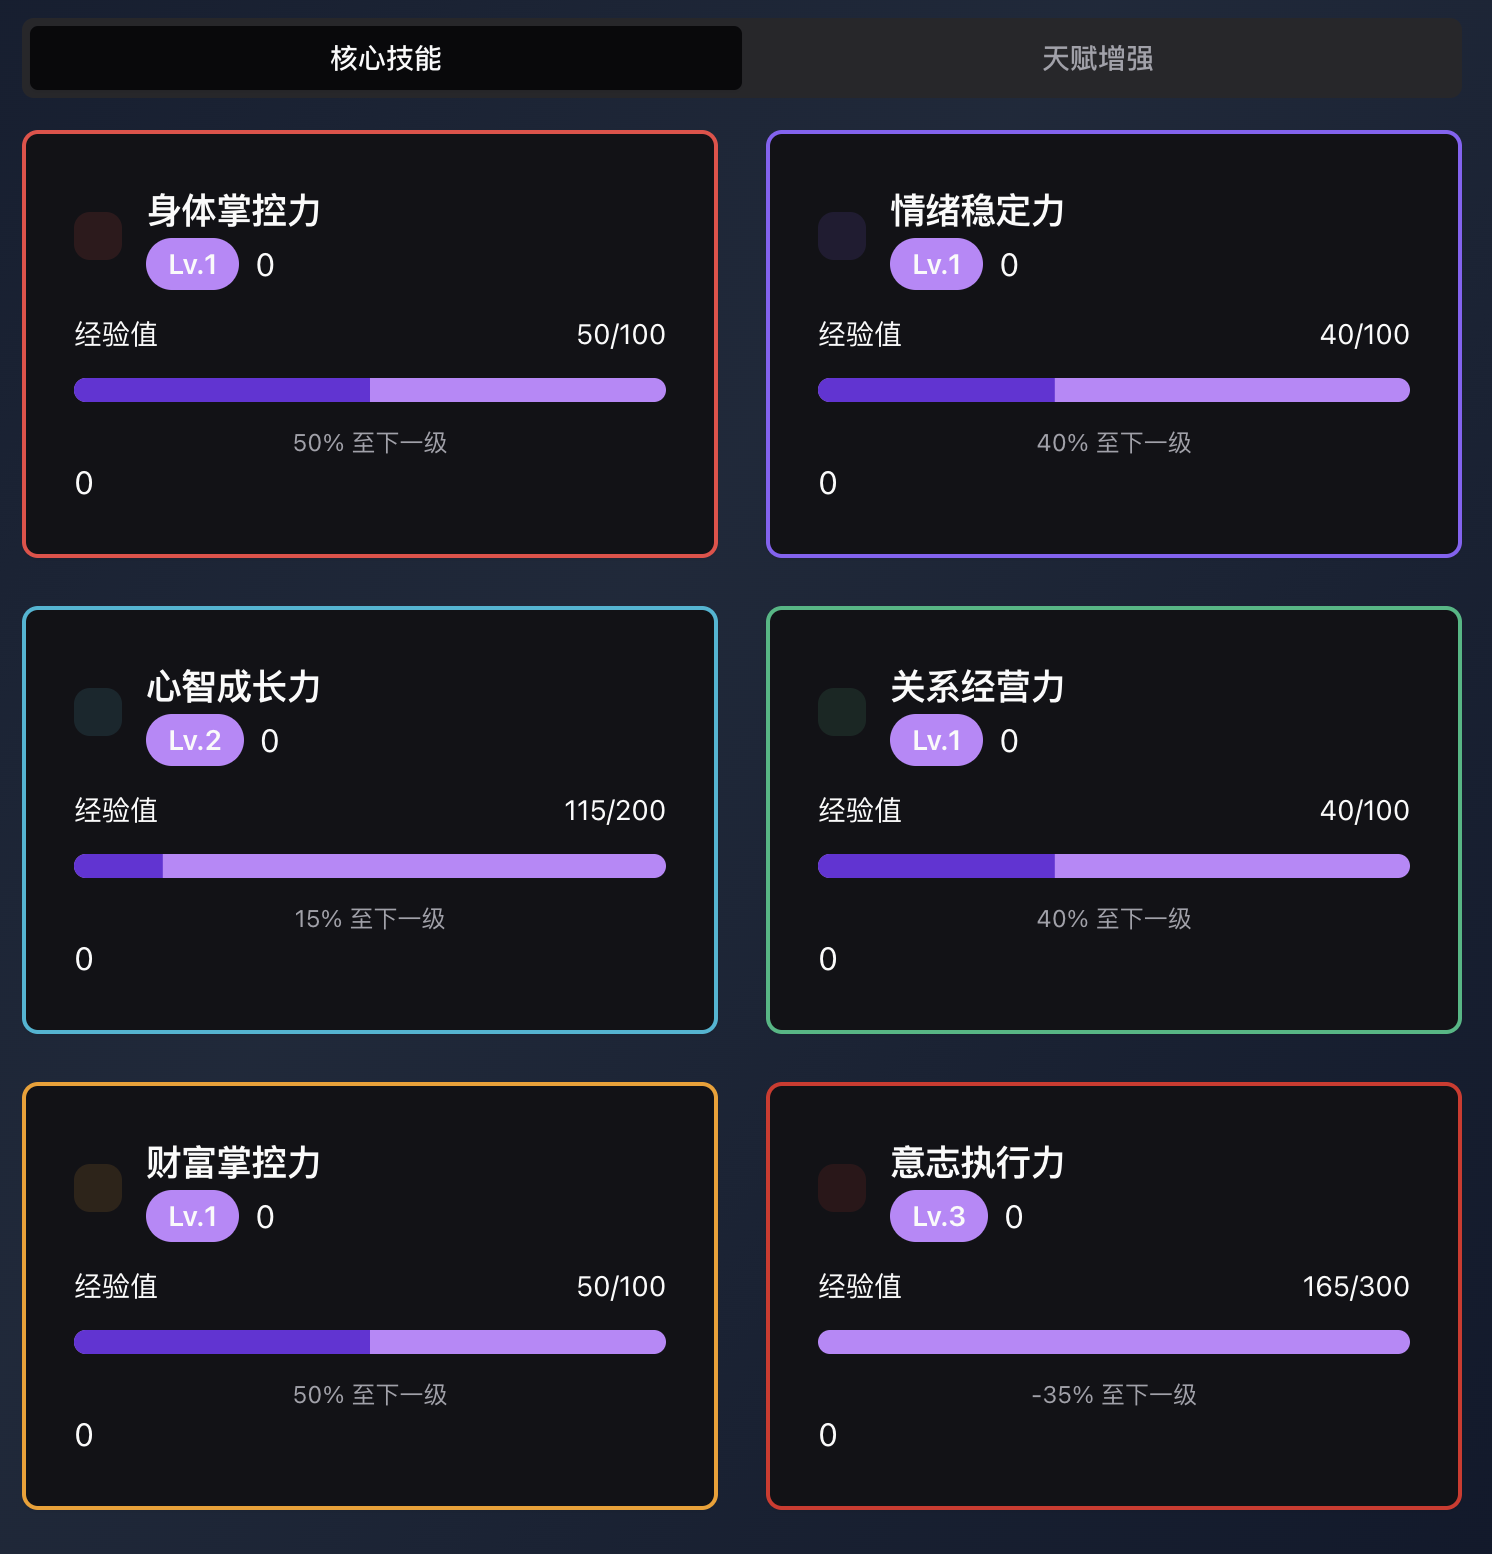 核心技能
天赋增强
身体掌控力
Lv.1 0
经验值 50/100
50% 至下一级
0
情绪稳定力
Lv.1 0
经验值 40/100
40% 至下一级
0
心智成长力
Lv.2 0
经验值 115/200
15% 至下一级
0
关系经营力
Lv.1 0
经验值 40/100
40% 至下一级
0
财富掌控力
Lv.1 0
经验值 50/100
50% 至下一级
0
意志执行力
Lv.3 0
经验值 165/300
-35% 至下一级
0